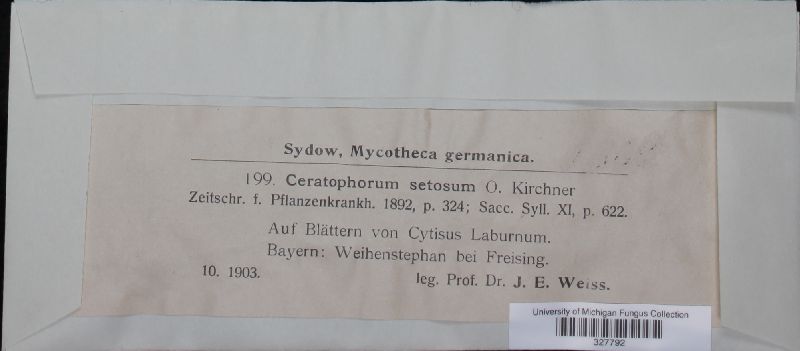 Sydow, Mycotheca germanica.
199. Ceratophorum setosum O. Kirchner
Zeitschr. f. Pflanzenkrankh. 1892, p. 324; Sacc. Syll. XI, p. 622.
Auf Blättern von Cytisus Laburnum.
Bayern: Weihenstephan bei Freising.
10. 1903. leg. Prof. Dr. J. E. Weiss.
University of Michigan Fungus Collection
327792